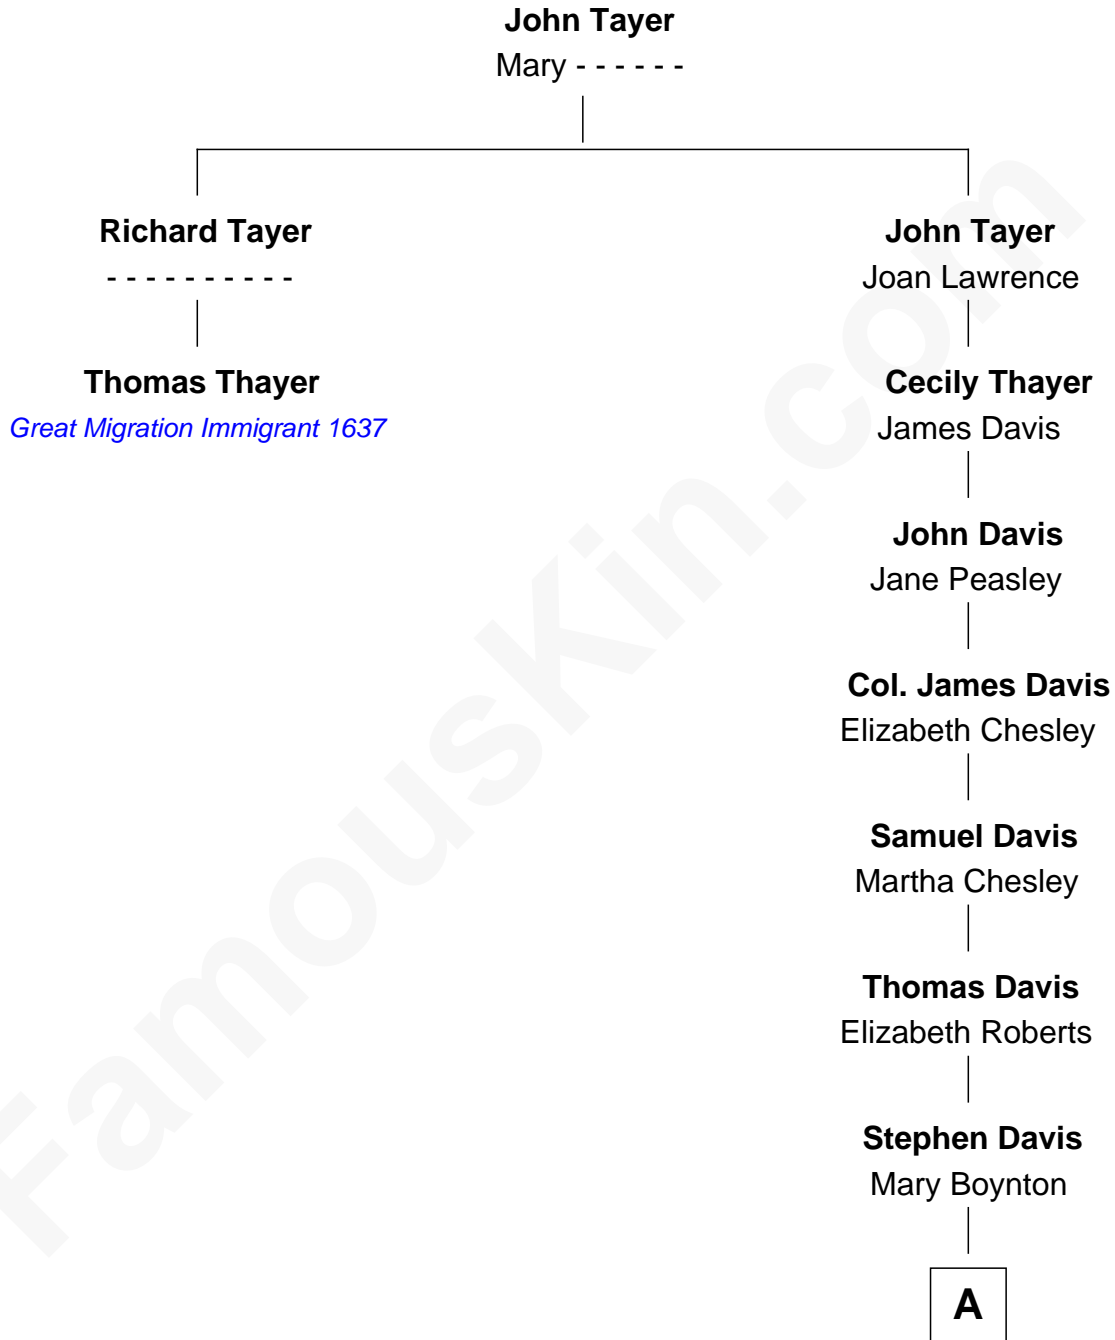 John Tayer
Mary - - - - - -
Richard Tayer
- - - - - - - - - -
John Tayer
Joan Lawrence
Thomas Thayer
Great Migration Immigrant 1637
Cecily Thayer
James Davis
John Davis
Jane Peasley
Col. James Davis
Elizabeth Chesley
Samuel Davis
Martha Chesley
Thomas Davis
Elizabeth Roberts
Stephen Davis
Mary Boynton
A
FamousKin.com